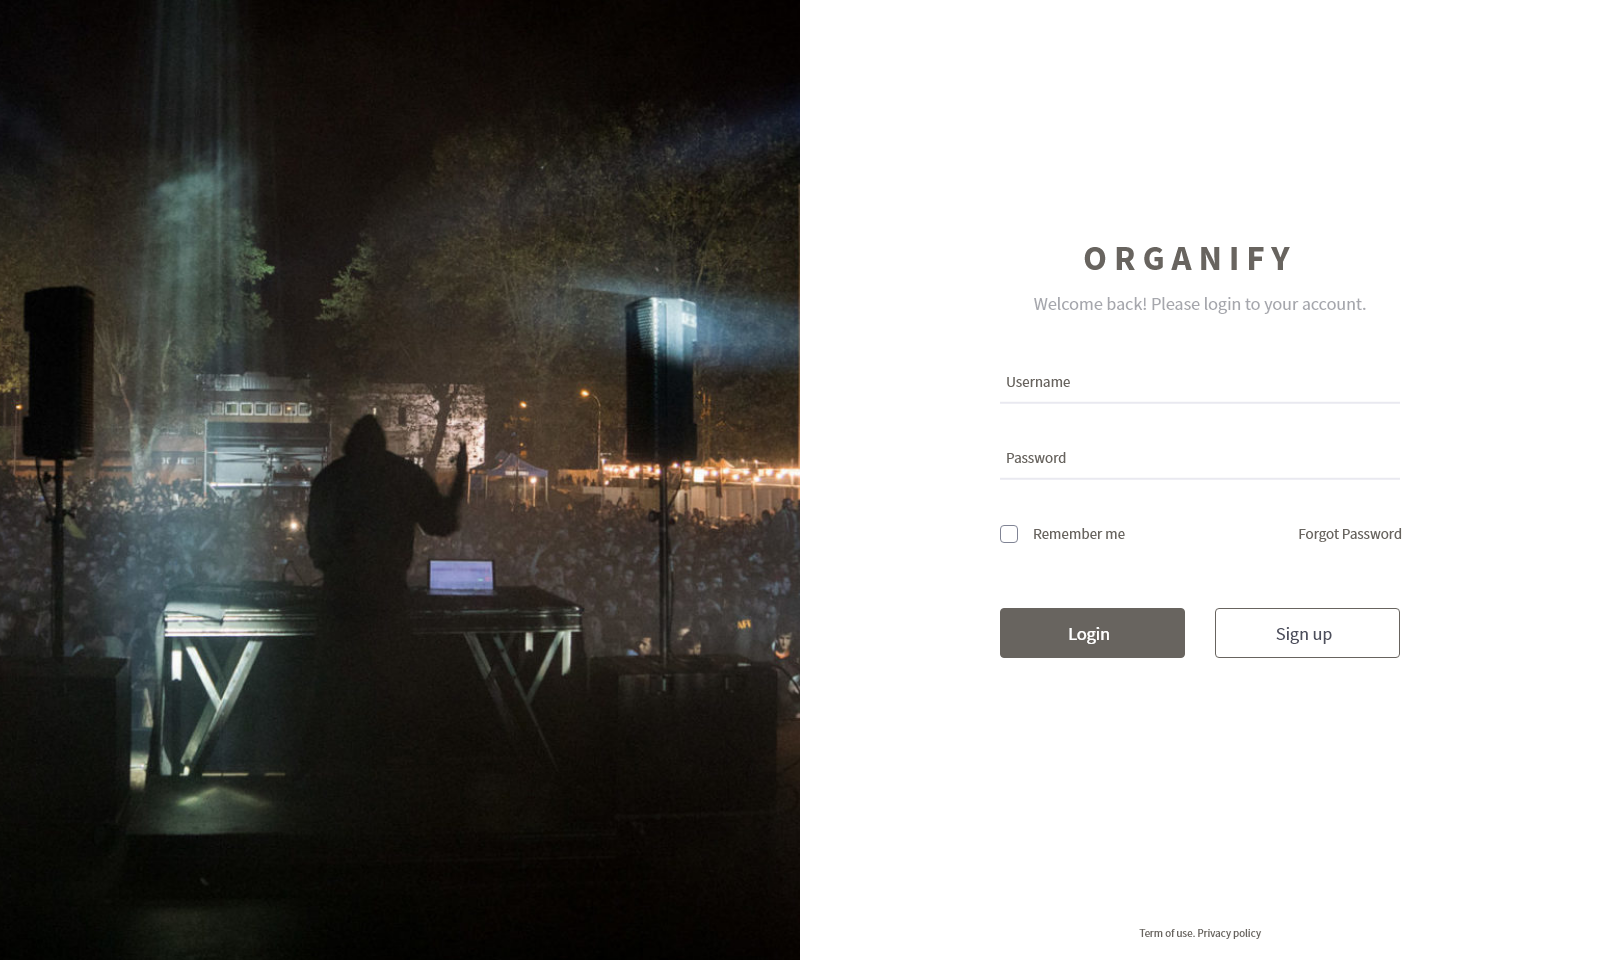 ORGANIFY
Welcome back! Please login to your account.
Username
Password
Remember me
Forgot Password
Login
Sign up
Term of use. Privacy policy